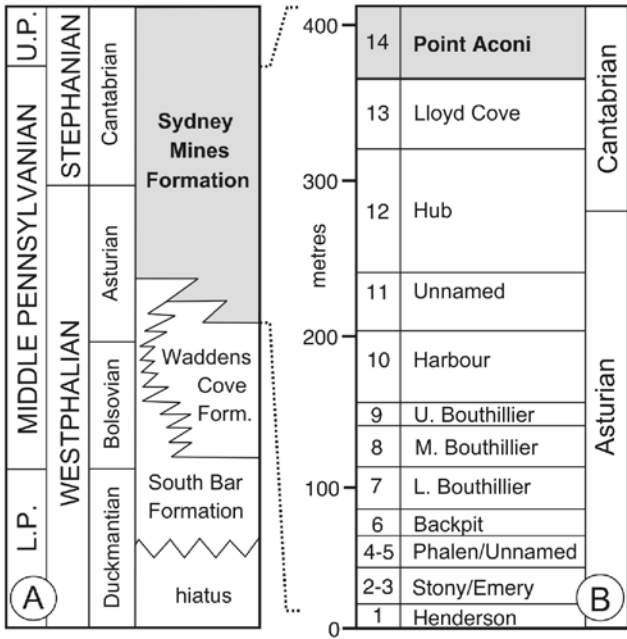 U.P.
MIDDLE PENNSYLVANIAN
L.P.
STEPHANIAN
WESTPHALIAN
Cantabrian
Asturian
Bolsovian
Duckmantian
Sydney
Mines
Formation
Waddens
Cove
Form.
South Bar
Formation
hiatus
A
400
300
200
100
0
metres
14 Point Aconi
13 Lloyd Cove
12 Hub
11 Unnamed
10 Harbour
9 U. Bouthillier
8 M. Bouthillier
7 L. Bouthillier
6 Backpit
4-5 Phalen/Unnamed
2-3 Stony/Emery
1 Henderson
Cantabrian
Asturian
B